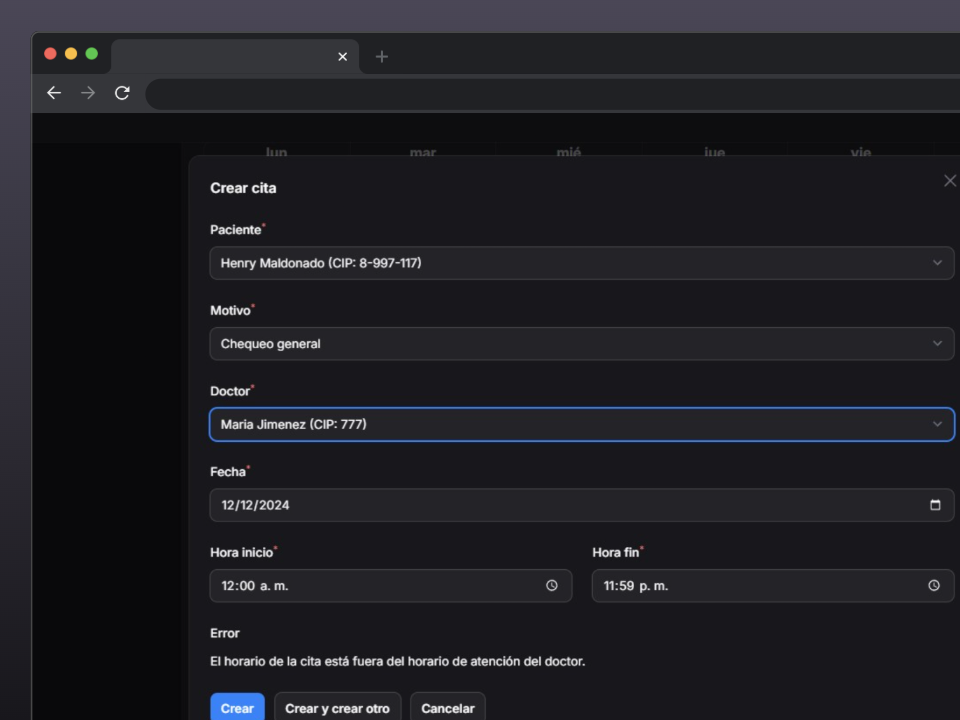 lun mar mié jue vie
Crear cita
Paciente*
Henry Maldonado (CIP: 8-997-117)
Motivo*
Chequeo general
Doctor*
Maria Jimenez (CIP: 777)
Fecha*
12/12/2024
Hora inicio* Hora fin*
12:00 a. m. 11:59 p. m.
Error
El horario de la cita está fuera del horario de atención del doctor.
Crear Crear y crear otro Cancelar